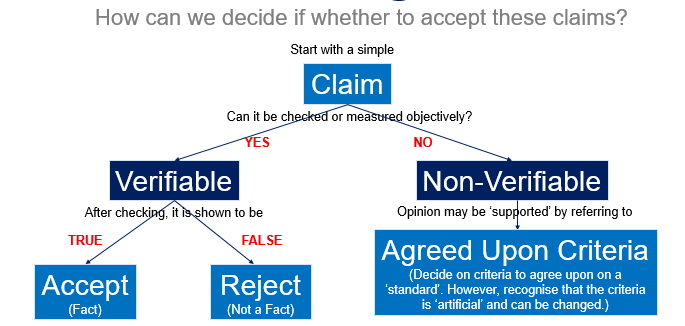 How can we decide if whether to accept these claims?
Start with a simple
Claim
Can it be checked or measured objectively?
YES
NO
Verifiable
Non-Verifiable
After checking, it is shown to be
Opinion may be ‘supported’ by referring to
TRUE
FALSE
Agreed Upon Criteria
(Decide on criteria to agree upon on a
‘standard’. However, recognise that the criteria
is ‘artificial’ and can be changed.)
Accept
(Fact)
Reject
(Not a Fact)